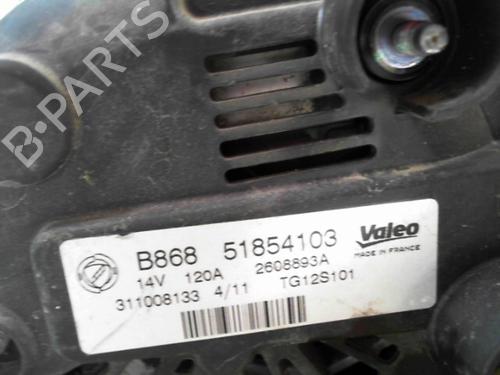 B-PARTS
B868 51854103 Valeo
14V 120A 2608893A MADE IN FRANCE
311008133 4/11 TG12S101